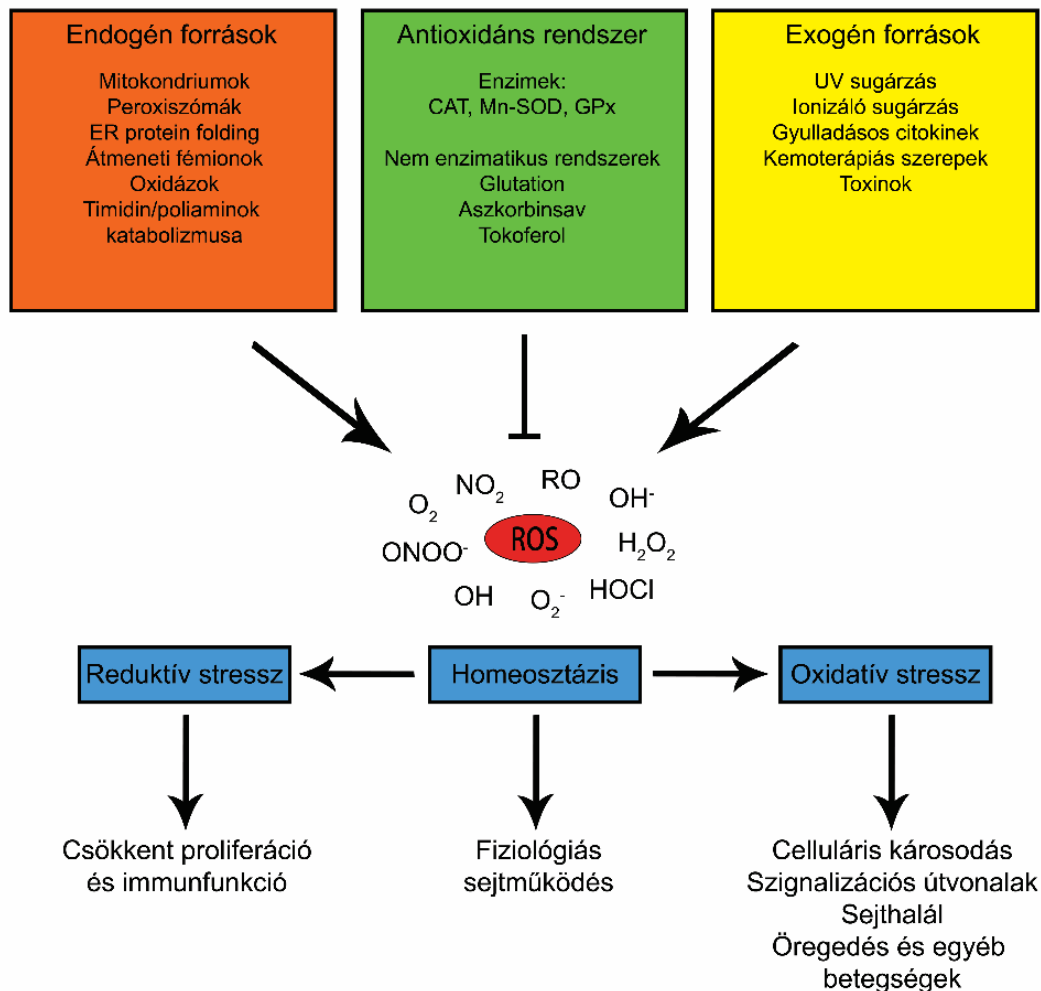 Endogén források
Mitokondriumok
Peroxiszómák
ER protein folding
Átmeneti fémionok
Oxidázok
Timidin/poliaminok
katabolizmusa
Antioxidáns rendszer
Enzimek:
CAT, Mn-SOD, GPx
Nem enzimatikus rendszerek
Glutation
Aszkorbinsav
Tokoferol
Exogén források
UV sugárzás
Ionizáló sugárzás
Gyulladásos citokinek
Kemoterápiás szerepek
Toxinok
O₂
NO₂
RO
OH⁻
ONOO⁻
ROS
H₂O₂
OH
O₂⁻
HOCl
Reduktív stressz
Homeosztázis
Oxidatív stressz
Csökkent proliferáció
és immunfunkció
Fiziológiás
sejtműködés
Celluláris károsodás
Szignalizációs útvonalak
Sejthalál
Öregedés és egyéb
betegségek